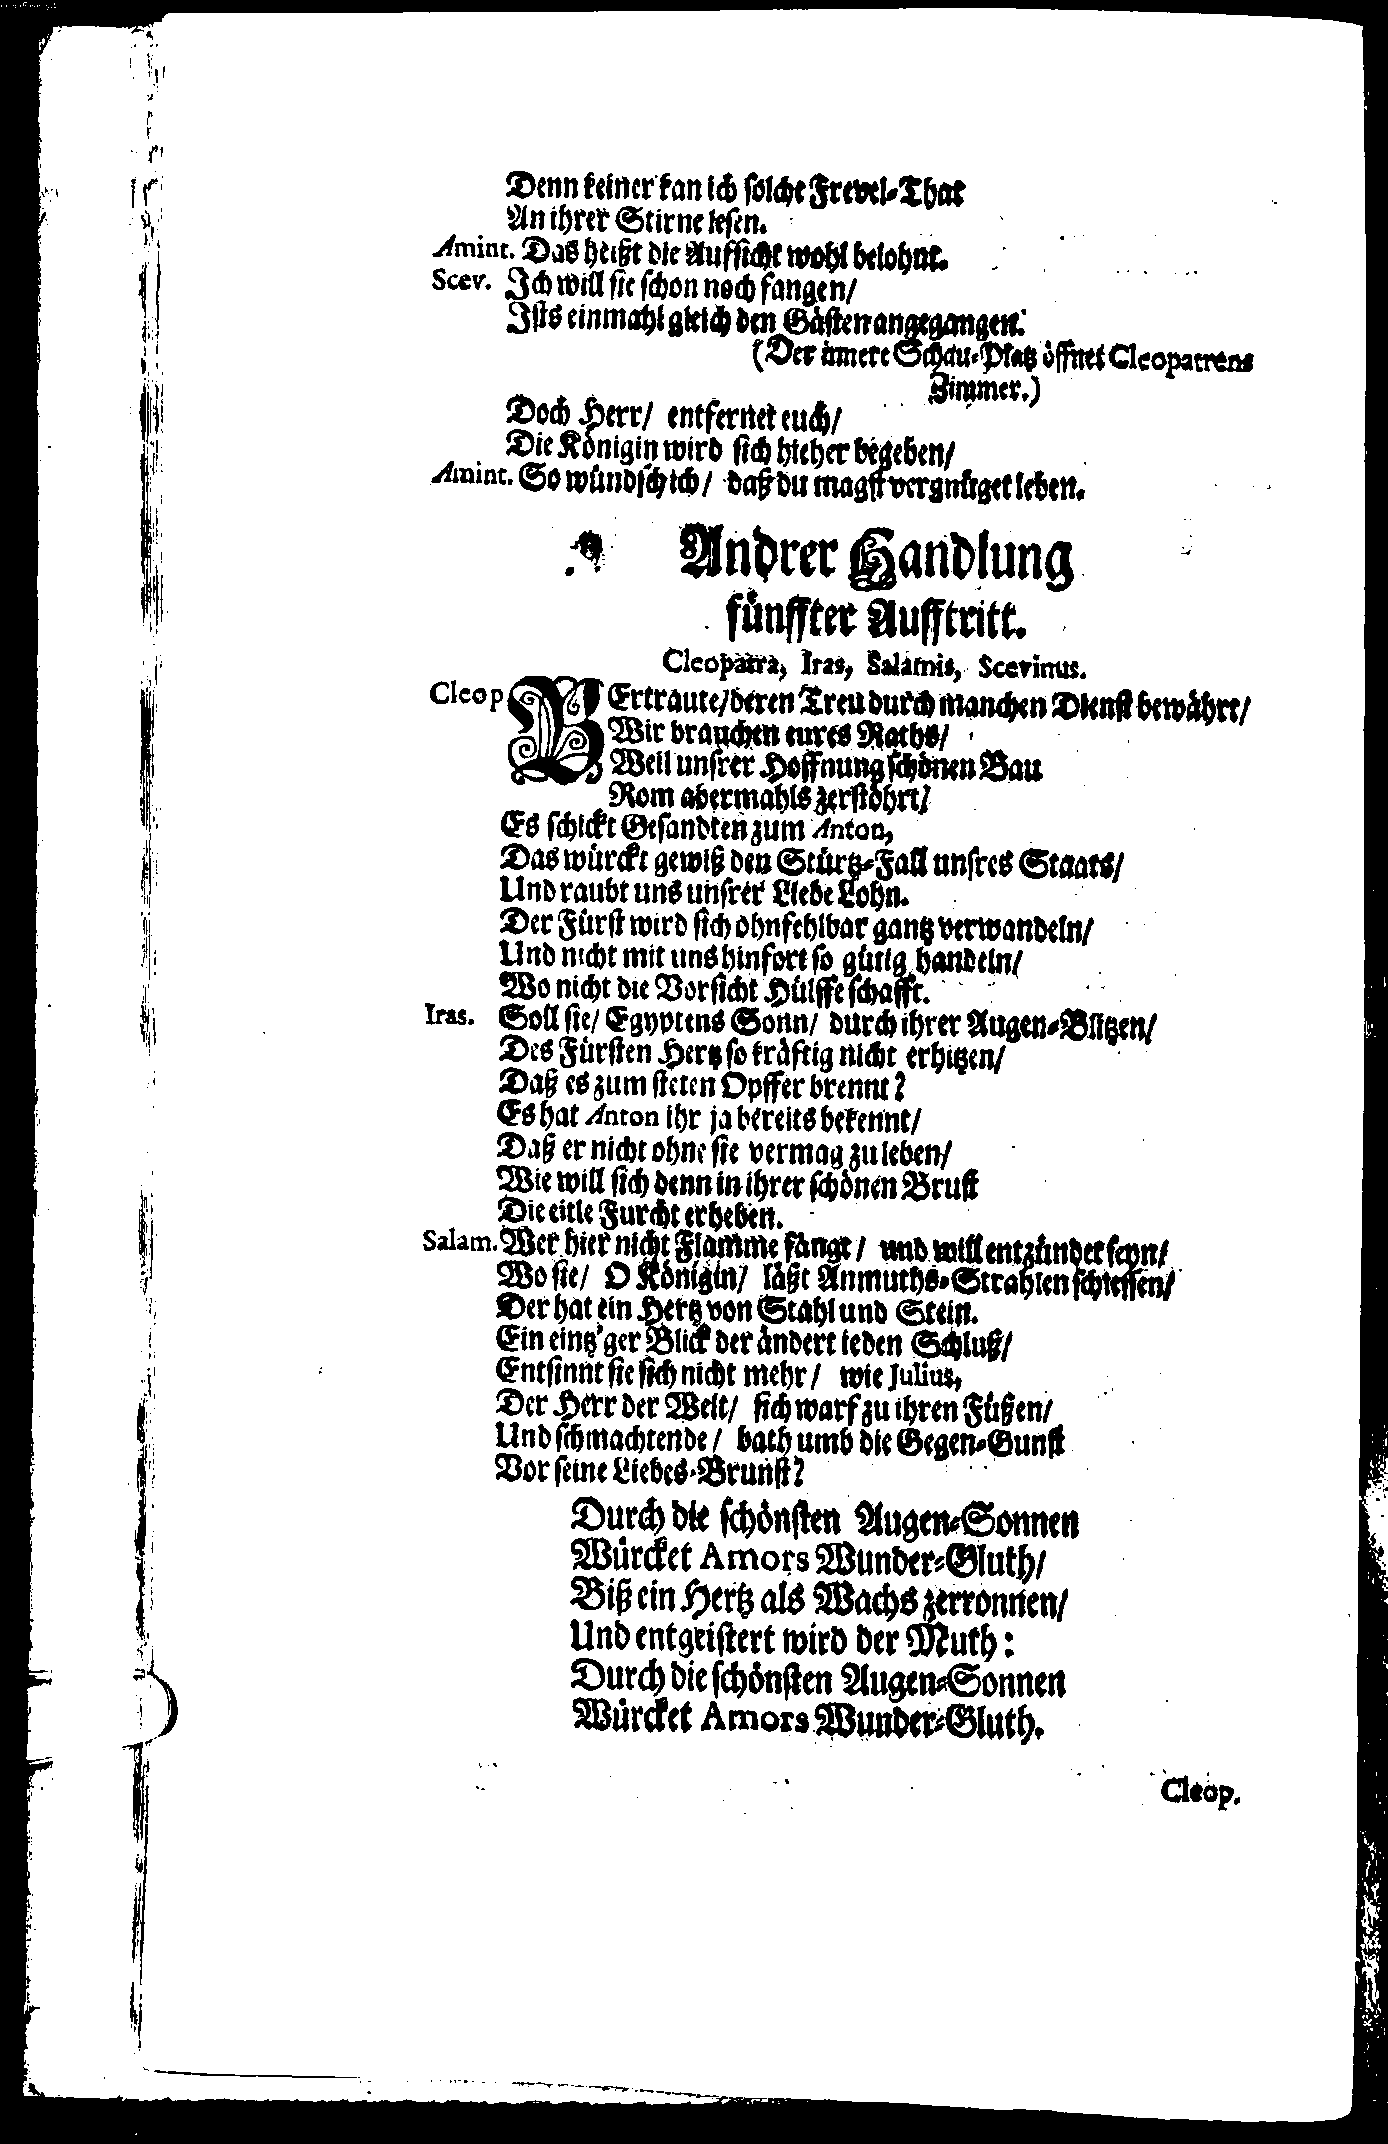 Denn keiner kan ich solche Frevel-That
An ihrer Stirne lesen.
Amint. Das heißt die Aufsicht wohl belohnt.
Scev. Ich will sie schon noch fangen/
Ists einmahl gleich den Gästen angegangen.
(Der innere Schau-Platz öffnet Cleopatrens
Zimmer.)
Doch Herr/ entfernet euch/
Die Königin wird sich hieher begeben/
Amint. So wündsch ich/ daß du magst vergnüget leben.
Andrer Handlung
fünffter Aufftritt.
Cleopatra, Iras, Salamis, Scevinus.
Cleop. VErtraute/ deren Treu durch manchen Dienst bewährt/
Wir brauchen eures Raths/
Weil unsrer Hoffnung schönen Bau
Rom abermahls zerstöhrt/
Es schickt Gesandten zum Anton,
Das würckt gewiß den Stürtz-Fall unsres Staats/
Und raubt uns unsrer Liebe Lohn.
Der Fürst wird sich ohnfehlbar gantz verwandeln/
Und nicht mit uns hinfort so gütig handeln/
Wo nicht die Vorsicht Hülffe schafft.
Iras. Soll sie/ Egyptens Sonn/ durch ihrer Augen-Blitzen/
Des Fürsten Hertz so kräftig nicht erhitzen/
Daß es zum steten Opffer brennt?
Es hat Anton ihr ja bereits bekennt/
Daß er nicht ohne sie vermag zu leben/
Wie will sich denn in ihrer schönen Brust
Die eitle Furcht erheben.
Salam. Wer hier nicht Flamme fängt/ und will entzündet seyn/
Wo sie/ O Königin/ läßt Anmuths-Strahlen schiessen/
Der hat ein Hertz von Stahl und Stein.
Ein eintz'ger Blick der ändert ieden Schluß/
Entsinnt sie sich nicht mehr/ wie Julius,
Der Herr der Welt/ sich warf zu ihren Füßen/
Und schmachtende/ bath umb die Gegen-Gunst
Vor seine Liebes-Brunst?
Durch die schönsten Augen-Sonnen
Würcket Amors Wunder-Gluth/
Biß ein Hertz als Wachs zerronnen/
Und entgeistert wird der Muth:
Durch die schönsten Augen-Sonnen
Würcket Amors Wunder-Gluth.
Cleop.